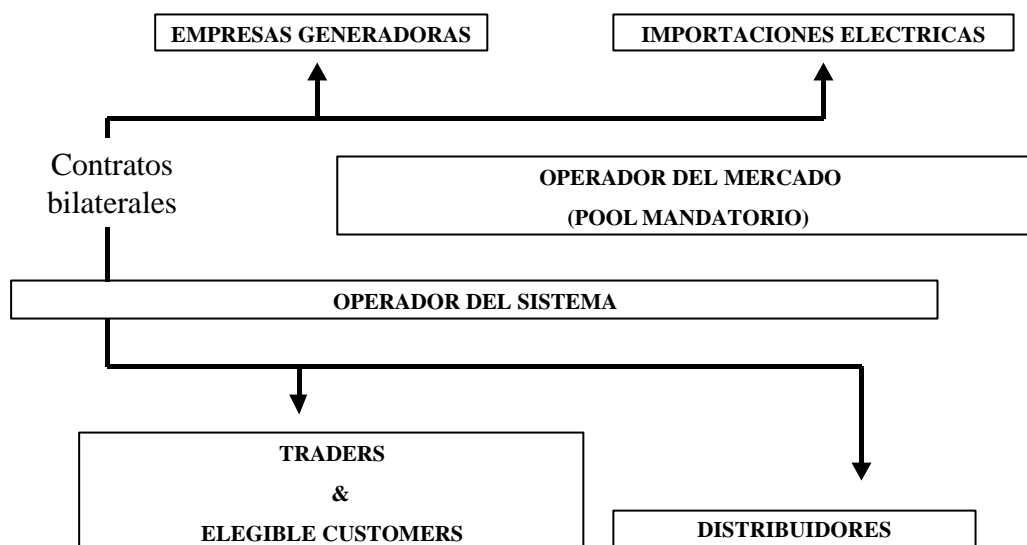 EMPRESAS GENERADORAS
IMPORTACIONES ELECTRICAS
Contratos
bilaterales
OPERADOR DEL MERCADO
(POOL MANDATORIO)
OPERADOR DEL SISTEMA
TRADERS
&
ELEGIBLE CUSTOMERS
DISTRIBUIDORES